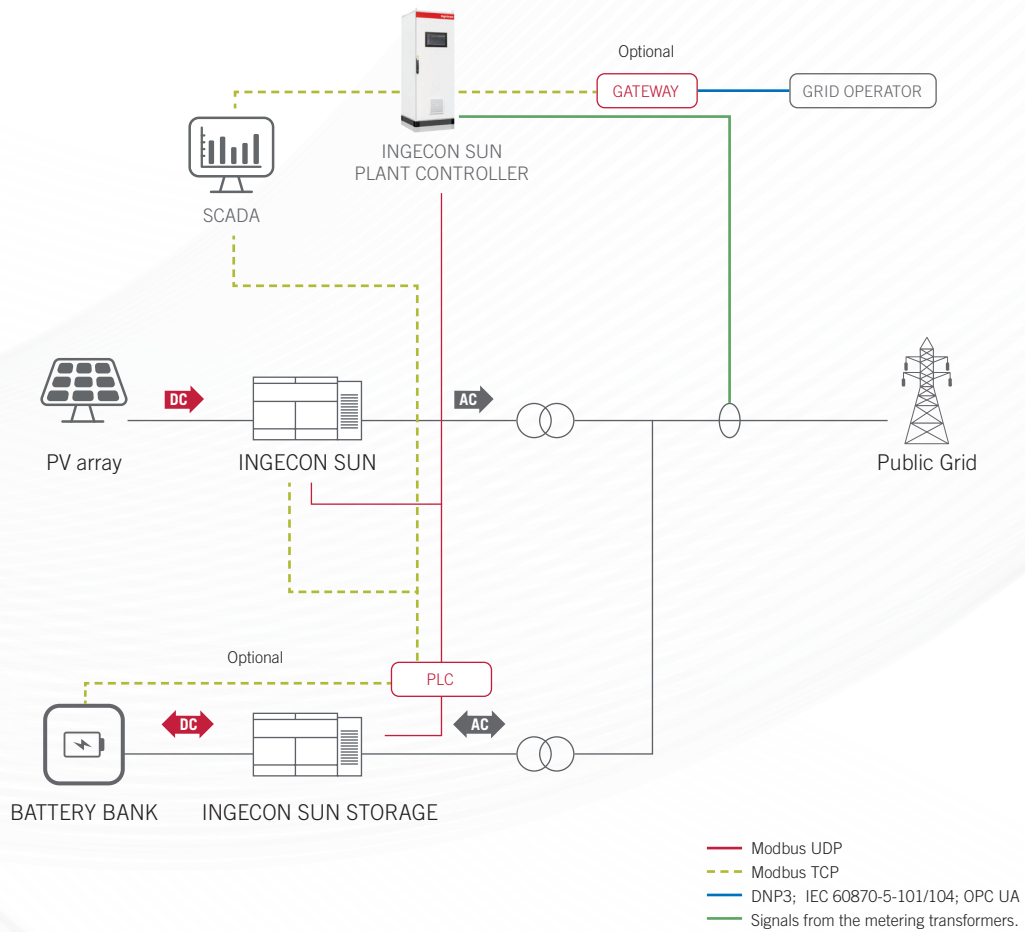 Optional
GATEWAY
GRID OPERATOR
INGECON SUN
PLANT CONTROLLER
SCADA
DC
AC
PV array
INGECON SUN
Public Grid
Optional
PLC
DC
AC
BATTERY BANK
INGECON SUN STORAGE
Modbus UDP
Modbus TCP
DNP3; IEC 60870-5-101/104; OPC UA
Signals from the metering transformers.